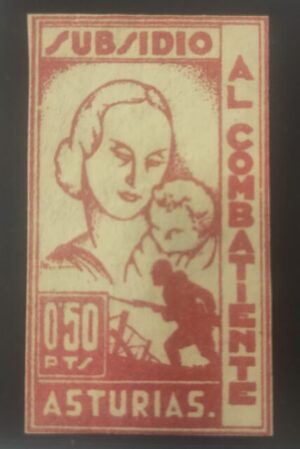 SUBSIDIO
AL COMBATIENTE
0'50
PTS
ASTURIAS.